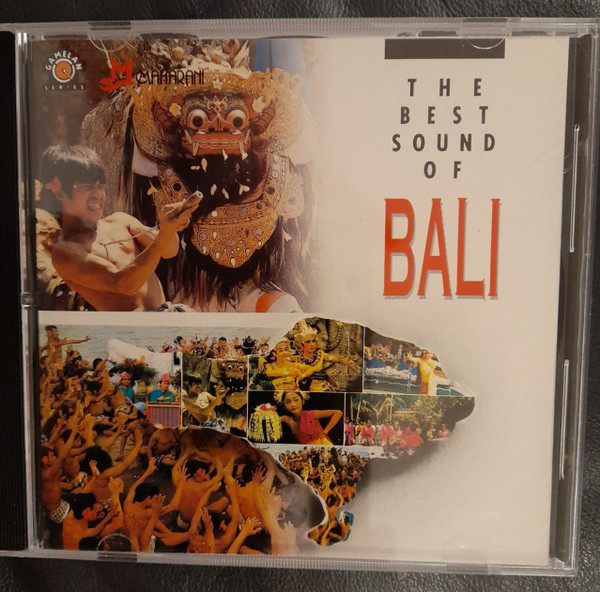 GAMELAN
SERIES
MAHARANI
THE
BEST
SOUND
OF
BALI